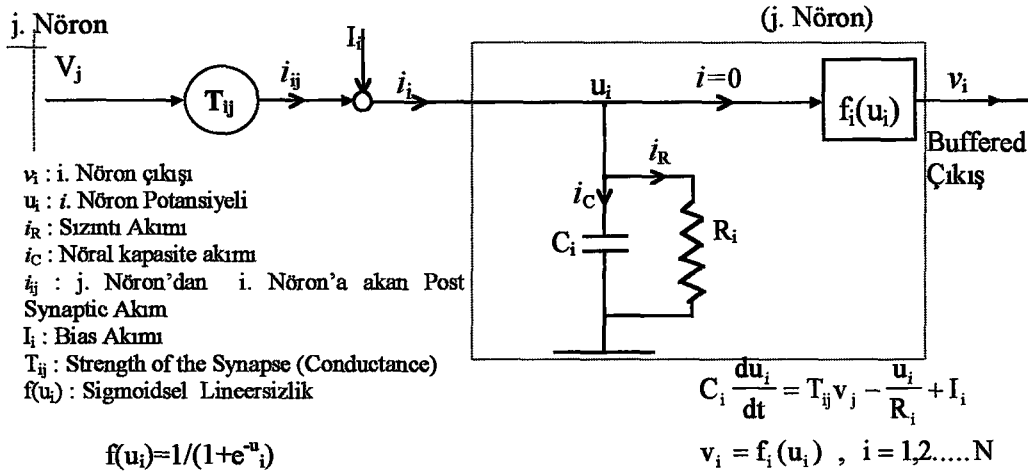 j. Nöron
(j. Nöron)
V_j
T_ij
i_ij
I_i
i_i
u_i
i=0
f_i(u_i)
v_i
Buffered
Çıkış
i_R
i_C
C_i
R_i
v_i : i. Nöron çıkışı
u_i : i. Nöron Potansiyeli
i_R : Sızıntı Akımı
i_C : Nöral kapasite akımı
i_ij : j. Nöron'dan i. Nöron'a akan Post
Synaptic Akım
I_i : Bias Akımı
T_ij : Strength of the Synapse (Conductance)
f(u_i) : Sigmoidsel Lineersizlik
f(u_i)=1/(1+e^-u_i)
C_i du_i/dt = T_ij v_j − u_i/R_i + I_i
v_i = f_i(u_i) , i = 1,2.....N